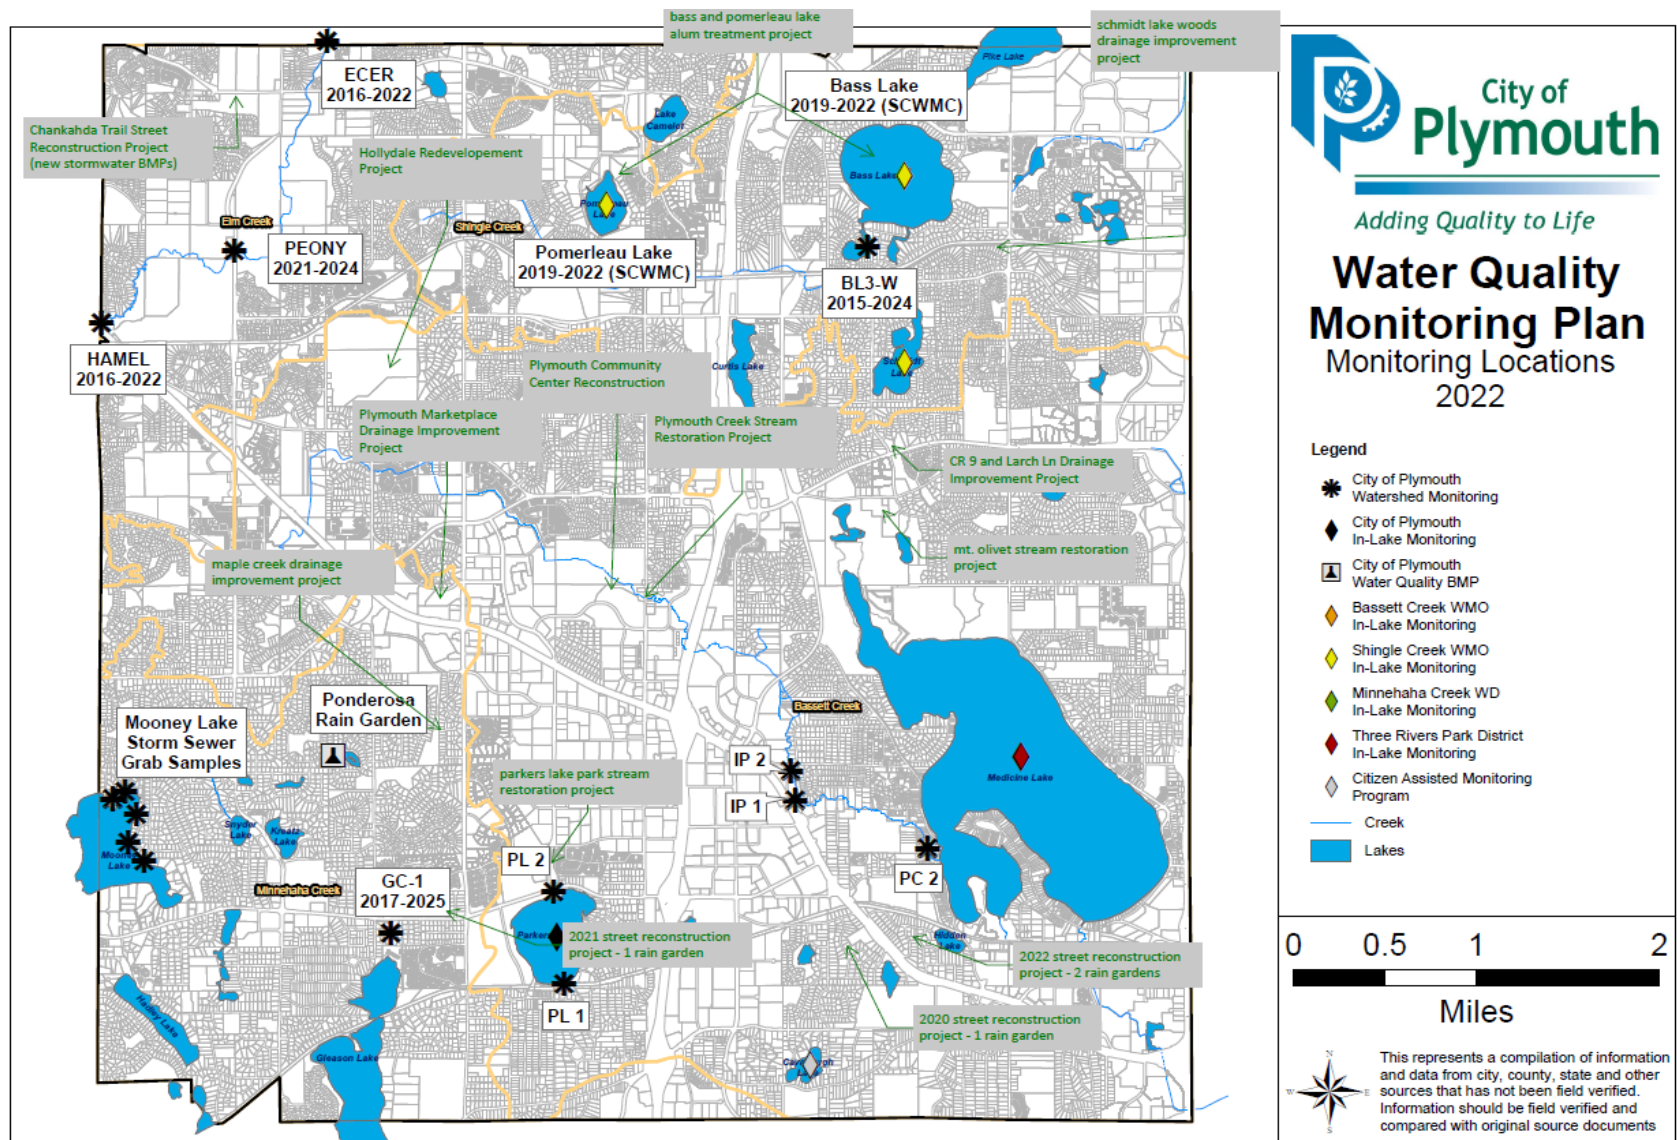 bass and pomerleau lake
alum treatment project
schmidt lake woods
drainage improvement
project
Pike Lake
ECER
2016-2022
Bass Lake
2019-2022 (SCWMC)
Lake
Camelot
Chankahda Trail Street
Reconstruction Project
(new stormwater BMPs)
Hollydale Redevelopement
Project
Bass Lake
Elm Creek
Shingle Creek
PEONY
2021-2024
Pomerleau Lake
2019-2022 (SCWMC)
BL3-W
2015-2024
HAMEL
2016-2022
Plymouth Community
Center Reconstruction
Curtis Lake
Plymouth Marketplace
Drainage Improvement
Project
Plymouth Creek Stream
Restoration Project
CR 9 and Larch Ln Drainage
Improvement Project
mt. olivet stream restoration
project
maple creek drainage
improvement project
Ponderosa
Rain Garden
Mooney Lake
Storm Sewer
Grab Samples
Bassett Creek
IP 2
IP 1
Medicine Lake
parkers lake park stream
restoration project
Snyder
Lake
Kreatz
Lake
Lake
PL 2
PC 2
Minnehaha Creek
GC-1
2017-2025
2021 street reconstruction
project - 1 rain garden
Hidden
Lake
2022 street reconstruction
project - 2 rain gardens
PL 1
2020 street reconstruction
project - 1 rain garden
Hadley Lake
Gleason Lake
City of
Plymouth
Adding Quality to Life
Water Quality
Monitoring Plan
Monitoring Locations
2022
Legend
City of Plymouth
Watershed Monitoring
City of Plymouth
In-Lake Monitoring
City of Plymouth
Water Quality BMP
Bassett Creek WMO
In-Lake Monitoring
Shingle Creek WMO
In-Lake Monitoring
Minnehaha Creek WD
In-Lake Monitoring
Three Rivers Park District
In-Lake Monitoring
Citizen Assisted Monitoring
Program
Creek
Lakes
0 0.5 1 2
Miles
N
W E
S
This represents a compilation of information
and data from city, county, state and other
sources that has not been field verified.
Information should be field verified and
compared with original source documents